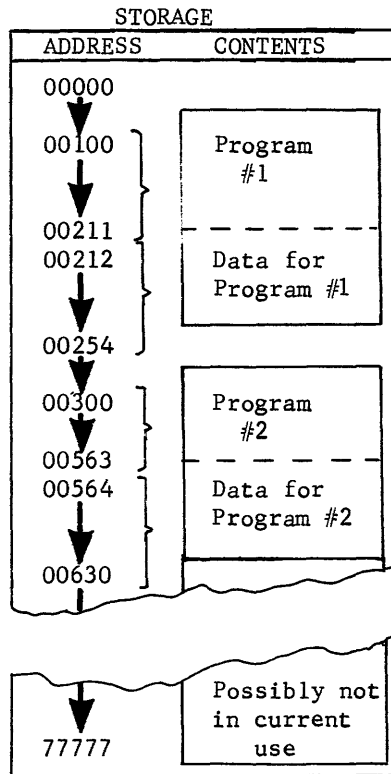 STORAGE
ADDRESS CONTENTS
00000
00100 Program
#1
00211
00212 Data for
Program #1
00254
00300 Program
#2
00563
00564 Data for
Program #2
00630
Possibly not
in current
77777 use